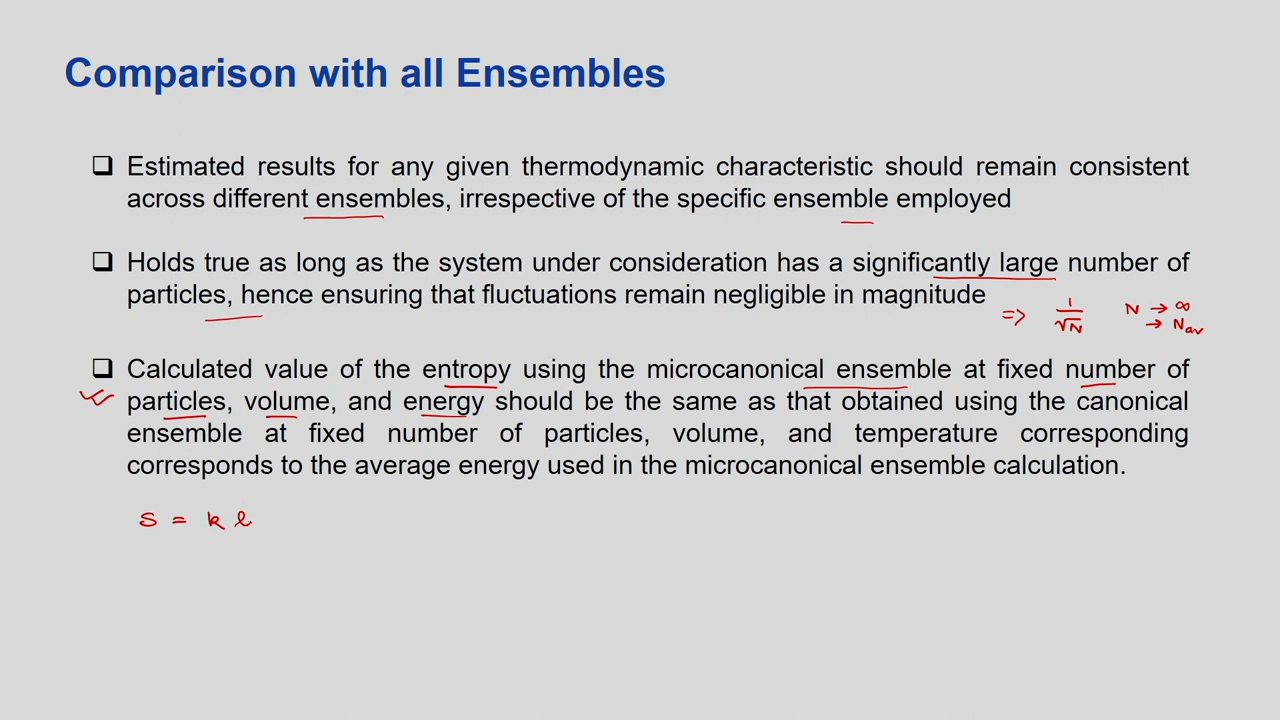 Comparison with all Ensembles
Estimated results for any given thermodynamic characteristic should remain consistent
across different ensembles, irrespective of the specific ensemble employed
Holds true as long as the system under consideration has a significantly large number of
particles, hence ensuring that fluctuations remain negligible in magnitude
=> 1/√N N → ∞
→ Nav
Calculated value of the entropy using the microcanonical ensemble at fixed number of
particles, volume, and energy should be the same as that obtained using the canonical
ensemble at fixed number of particles, volume, and temperature corresponding
corresponds to the average energy used in the microcanonical ensemble calculation.
S = k l